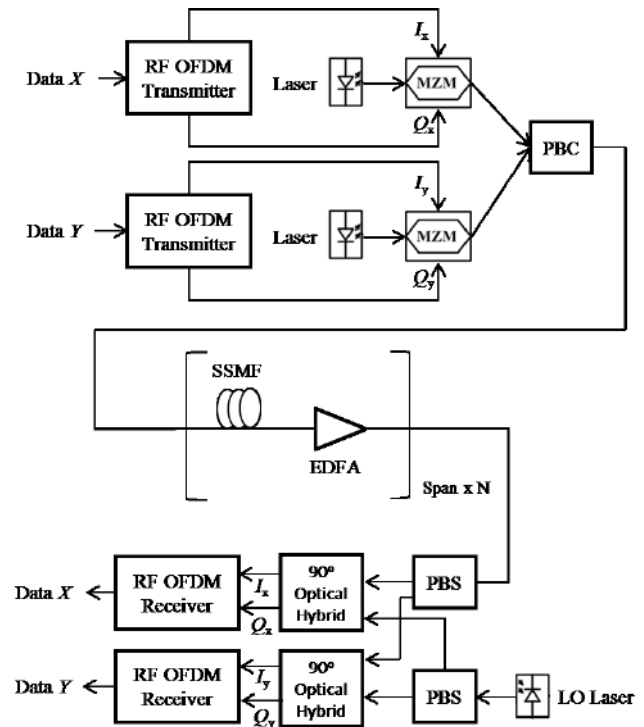 I_x
RF OFDM
Transmitter
Data X
Laser
MZM
Q_x
PBC
I_y
RF OFDM
Transmitter
Data Y
Laser
MZM
Q_y
SSMF
EDFA
Span x N
RF OFDM
Receiver
Data X
I_x
Q_x
90º
Optical
Hybrid
PBS
RF OFDM
Receiver
Data Y
I_y
Q_y
90º
Optical
Hybrid
PBS
LO Laser